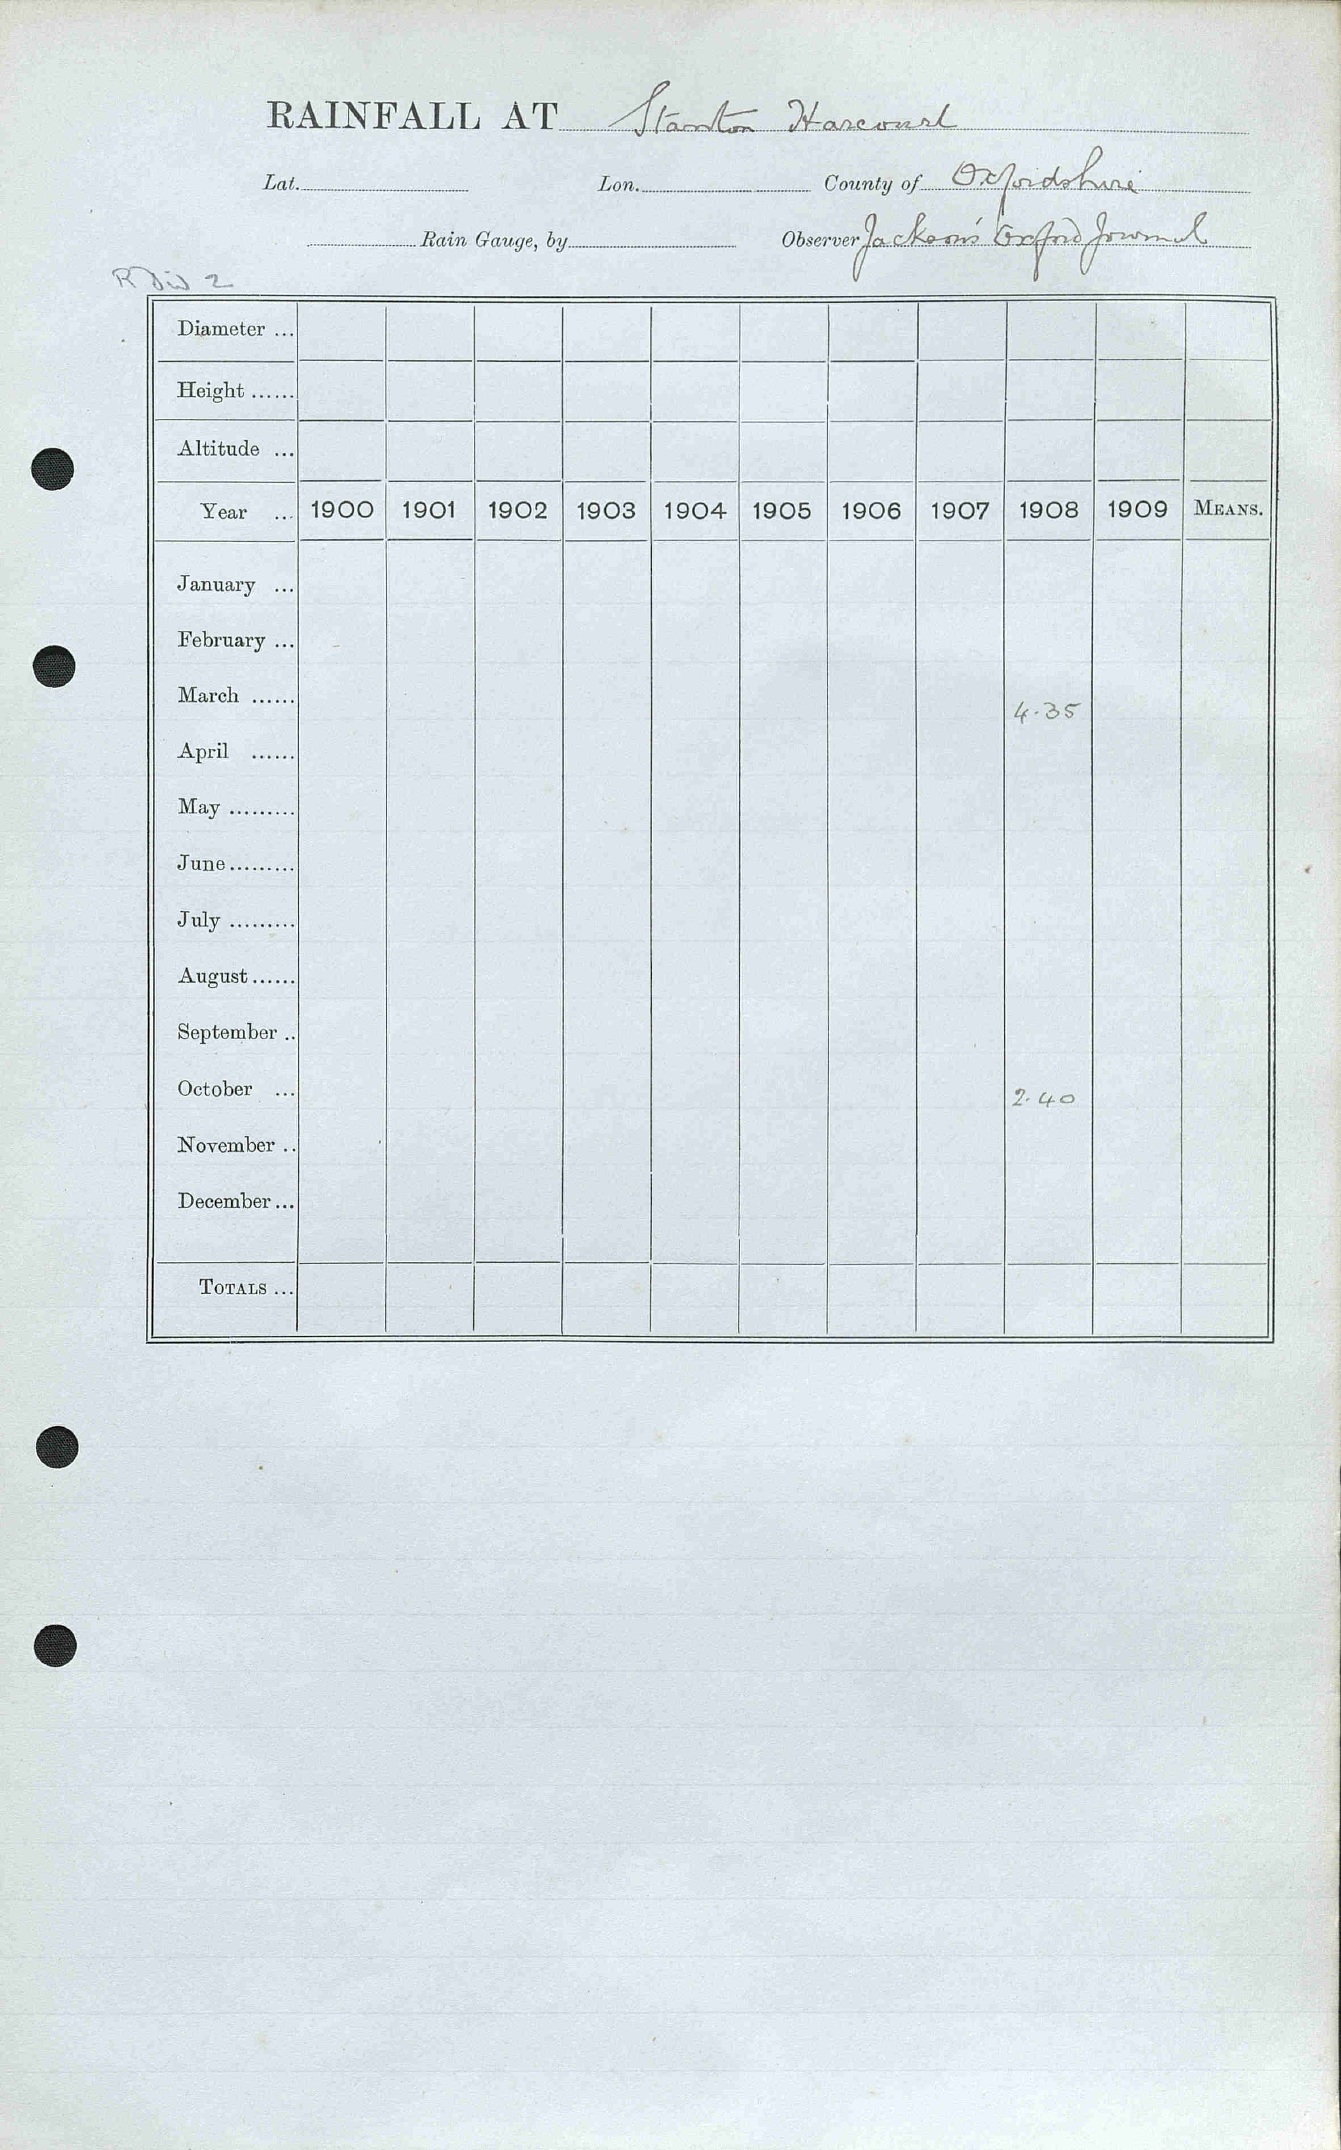 RAINFALL AT Stanton Harcourt
Lat. Lon. County of Oxfordshire
Rain Gauge, by Observer Jackson's Oxford Journal
R Div 2
Diameter ...
Height ......
Altitude ...
Year ... 1900 1901 1902 1903 1904 1905 1906 1907 1908 1909 MEANS.
January ...
February ...
March ...... 4.35
April ......
May .........
June .........
July .........
August ......
September ..
October ... 2.40
November ..
December ...
TOTALS ...